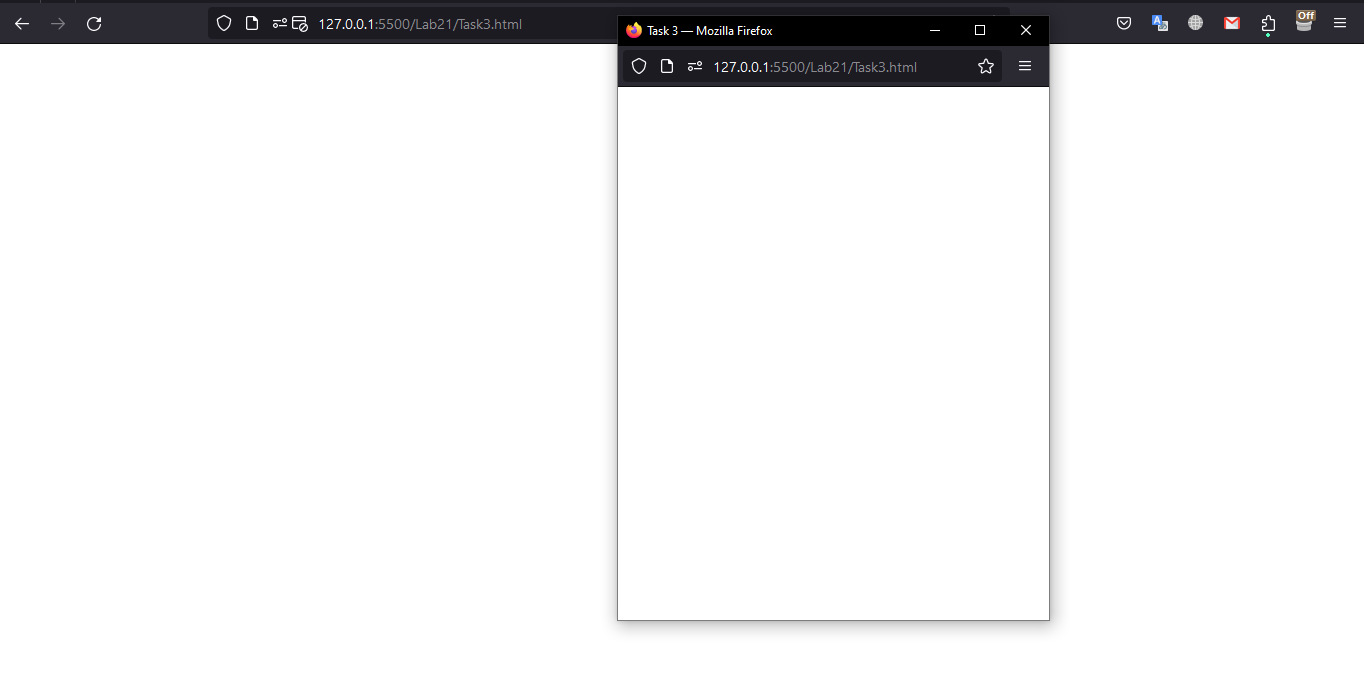 127.0.0.1:5500/Lab21/Task3.html
Off
Task 3 — Mozilla Firefox
127.0.0.1:5500/Lab21/Task3.html